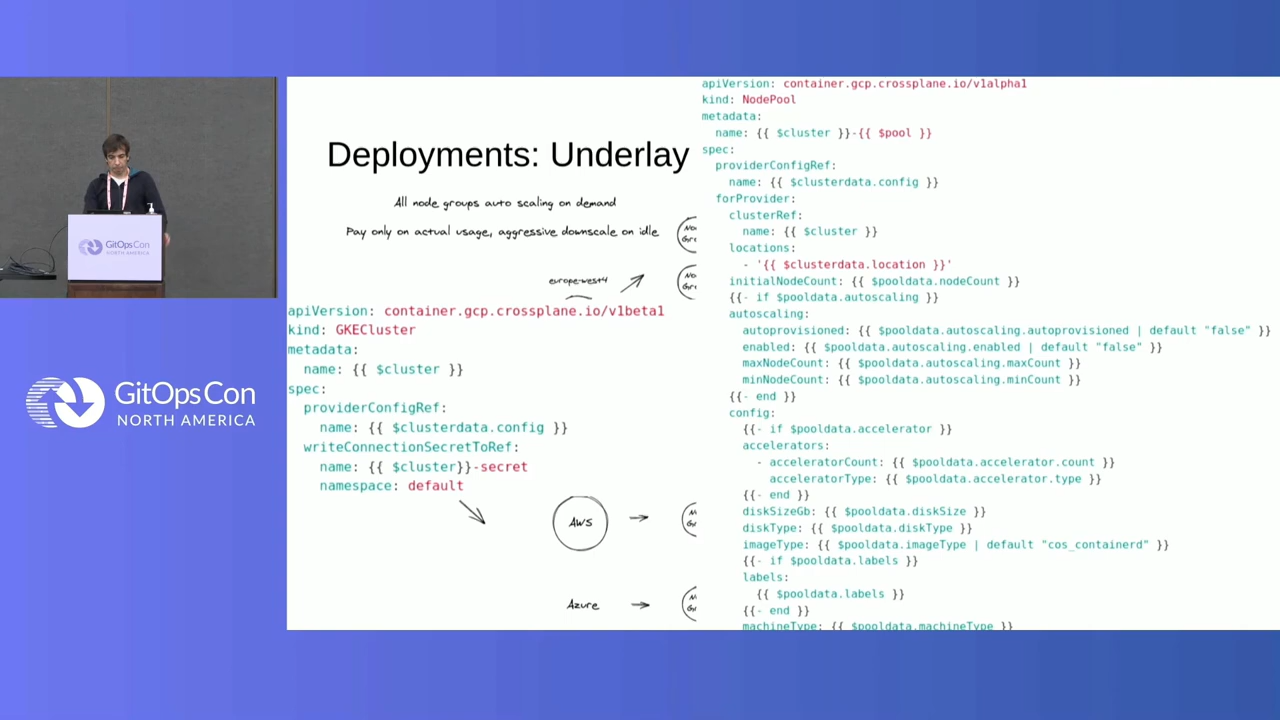 GitOpsCon
NORTH AMERICA
GitOpsCon
NORTH AMERICA
Deployments: Underlay
All node groups auto scaling on demand
Pay only on actual usage, aggressive downscale on idle
europe-west4
apiVersion: container.gcp.crossplane.io/v1beta1
kind: GKECluster
metadata:
  name: {{ $cluster }}
spec:
  providerConfigRef:
    name: {{ $clusterdata.config }}
  writeConnectionSecretToRef:
    name: {{ $cluster}}-secret
    namespace: default
AWS
Azure
apiVersion: container.gcp.crossplane.io/v1alpha1
kind: NodePool
metadata:
  name: {{ $cluster }}-{{ $pool }}
spec:
  providerConfigRef:
    name: {{ $clusterdata.config }}
  forProvider:
    clusterRef:
      name: {{ $cluster }}
    locations:
      - '{{ $clusterdata.location }}'
    initialNodeCount: {{ $pooldata.nodeCount }}
    {{- if $pooldata.autoscaling }}
    autoscaling:
      autoprovisioned: {{ $pooldata.autoscaling.autoprovisioned | default "false" }}
      enabled: {{ $pooldata.autoscaling.enabled | default "false" }}
      maxNodeCount: {{ $pooldata.autoscaling.maxCount }}
      minNodeCount: {{ $pooldata.autoscaling.minCount }}
    {{- end }}
    config:
      {{- if $pooldata.accelerator }}
      accelerators:
        - acceleratorCount: {{ $pooldata.accelerator.count }}
          acceleratorType: {{ $pooldata.accelerator.type }}
      {{- end }}
      diskSizeGb: {{ $pooldata.diskSize }}
      diskType: {{ $pooldata.diskType }}
      imageType: {{ $pooldata.imageType | default "cos_containerd" }}
      {{- if $pooldata.labels }}
      labels:
        {{ $pooldata.labels }}
      {{- end }}
      machineType: {{ $pooldata.machineType }}